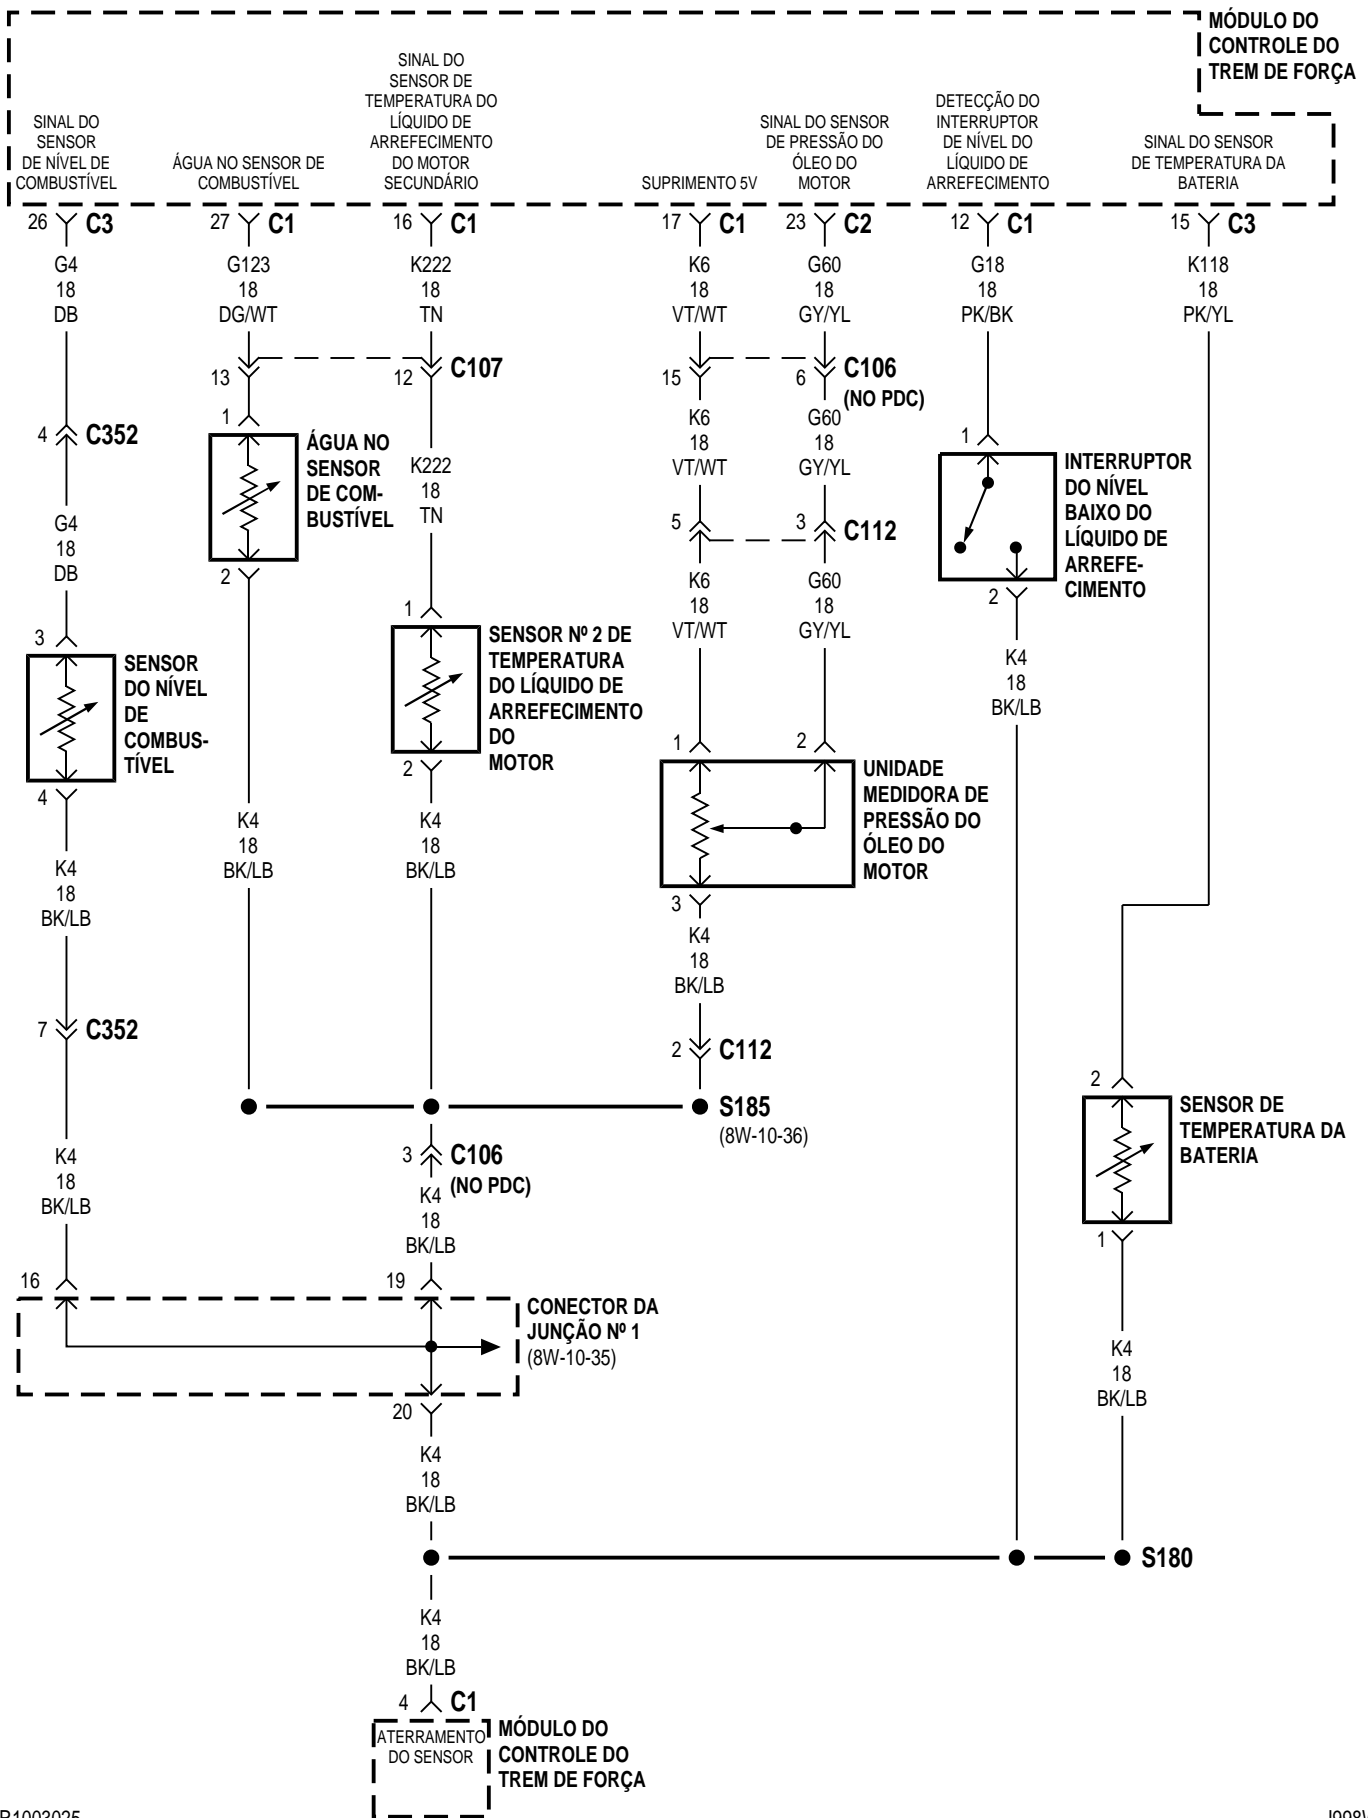 MÓDULO DO
CONTROLE DO
TREM DE FORÇA
SINAL DO
SENSOR
DE NÍVEL DE
COMBUSTÍVEL
ÁGUA NO SENSOR DE
COMBUSTÍVEL
SINAL DO
SENSOR DE
TEMPERATURA DO
LÍQUIDO DE
ARREFECIMENTO
DO MOTOR
SECUNDÁRIO
SUPRIMENTO 5V
SINAL DO SENSOR
DE PRESSÃO DO
ÓLEO DO
MOTOR
DETECÇÃO DO
INTERRUPTOR
DE NÍVEL DO
LÍQUIDO DE
ARREFECIMENTO
SINAL DO SENSOR
DE TEMPERATURA DA
BATERIA
26 C3
27 C1
16 C1
17 C1
23 C2
12 C1
15 C3
G4
18
DB
G123
18
DG/WT
K222
18
TN
K6
18
VT/WT
G60
18
GY/YL
G18
18
PK/BK
K118
18
PK/YL
13
12
C107
15
6
C106
(NO PDC)
4 C352
1
ÁGUA NO
SENSOR
DE COM-
BUSTÍVEL
2
K222
18
TN
K6
18
VT/WT
G60
18
GY/YL
1
INTERRUPTOR
DO NÍVEL
BAIXO DO
LÍQUIDO DE
ARREFE-
CIMENTO
2
G4
18
DB
5
3
C112
K6
18
VT/WT
G60
18
GY/YL
3
SENSOR
DO NÍVEL
DE
COMBUS-
TÍVEL
4
1
SENSOR Nº 2 DE
TEMPERATURA
DO LÍQUIDO DE
ARREFECIMENTO
DO
MOTOR
2
K4
18
BK/LB
1
2
UNIDADE
MEDIDORA DE
PRESSÃO DO
ÓLEO DO
MOTOR
3
K4
18
BK/LB
K4
18
BK/LB
K4
18
BK/LB
K4
18
BK/LB
7 C352
2 C112
S185
(8W-10-36)
2
SENSOR DE
TEMPERATURA DA
BATERIA
1
3 C106
(NO PDC)
K4
18
BK/LB
K4
18
BK/LB
16
19
CONECTOR DA
JUNÇÃO Nº 1
(8W-10-35)
20
K4
18
BK/LB
K4
18
BK/LB
S180
K4
18
BK/LB
4 C1
ATERRAMENTO
DO SENSOR
MÓDULO DO
CONTROLE DO
TREM DE FORÇA